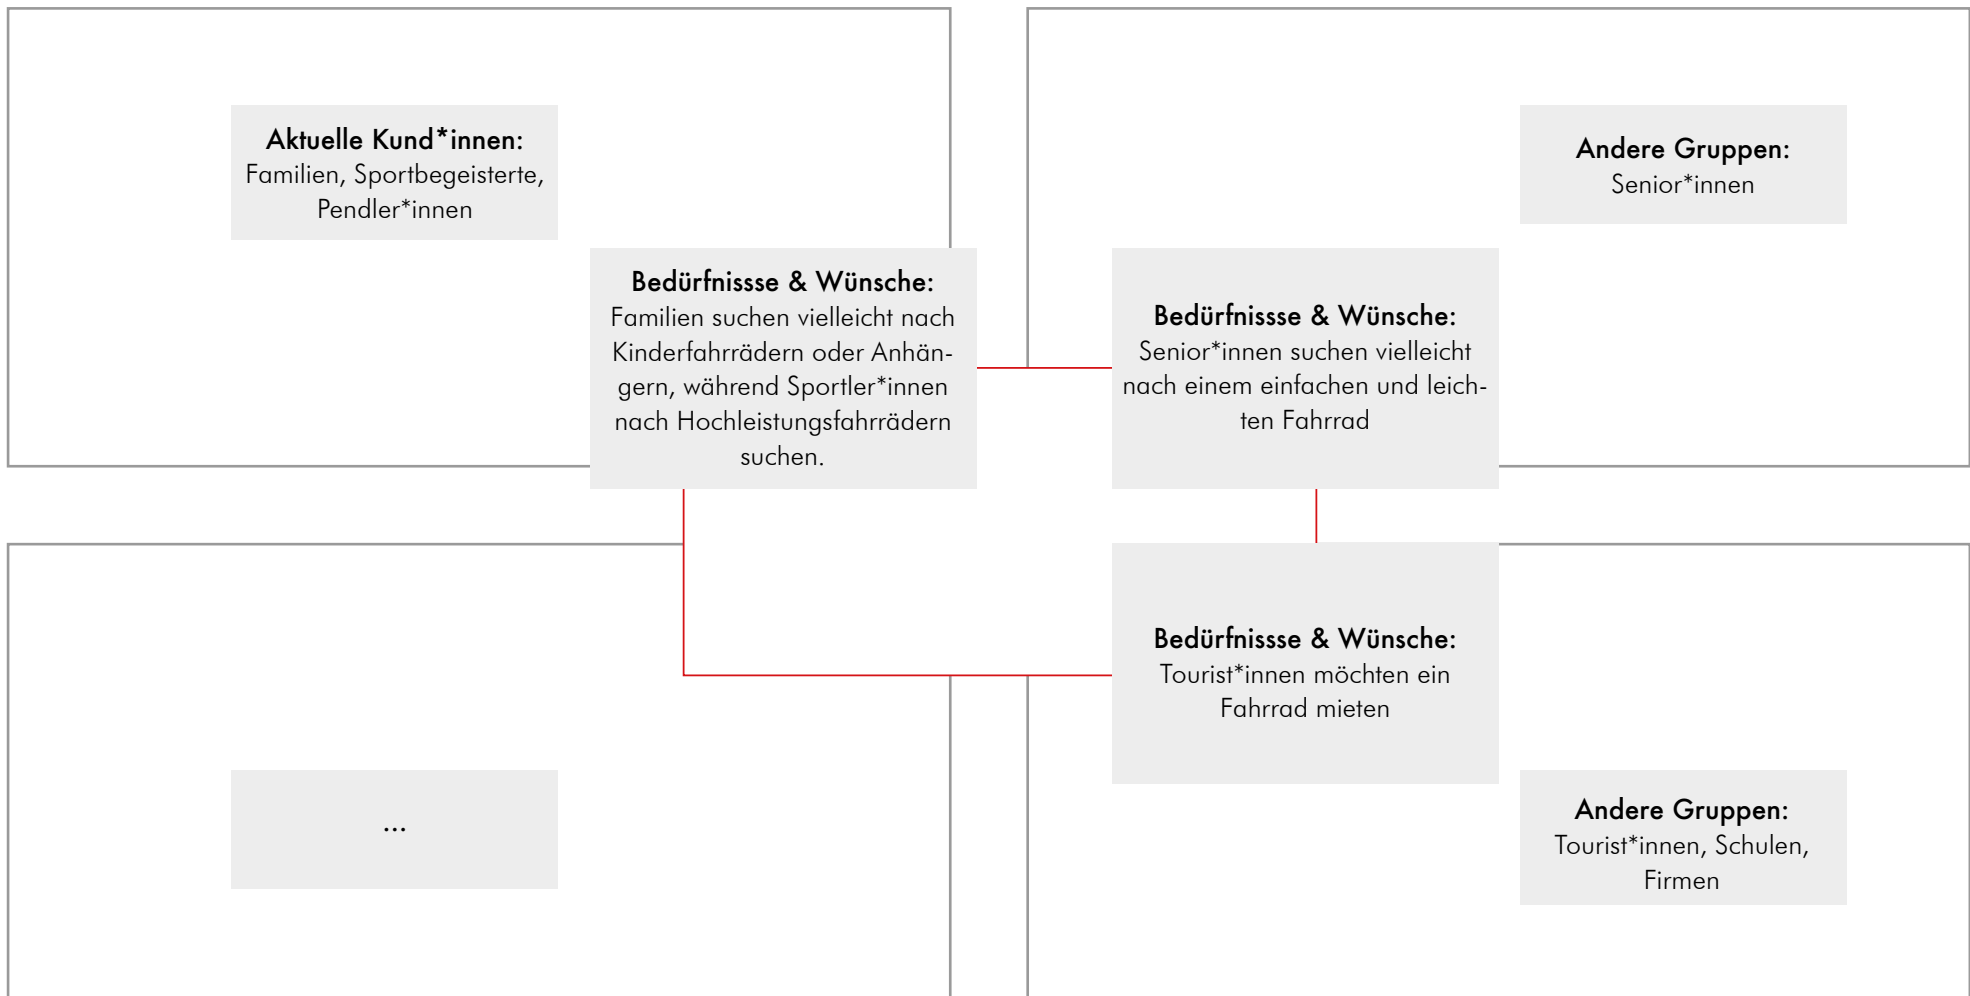 Aktuelle Kund*innen:
Familien, Sportbegeisterte,
Pendler*innen
Andere Gruppen:
Senior*innen
Bedürfnissse & Wünsche:
Familien suchen vielleicht nach
Kinderfahrrädern oder Anhän-
gern, während Sportler*innen
nach Hochleistungsfahrrädern
suchen.
Bedürfnissse & Wünsche:
Senior*innen suchen vielleicht
nach einem einfachen und leich-
ten Fahrrad
Bedürfnissse & Wünsche:
Tourist*innen möchten ein
Fahrrad mieten
...
Andere Gruppen:
Tourist*innen, Schulen,
Firmen